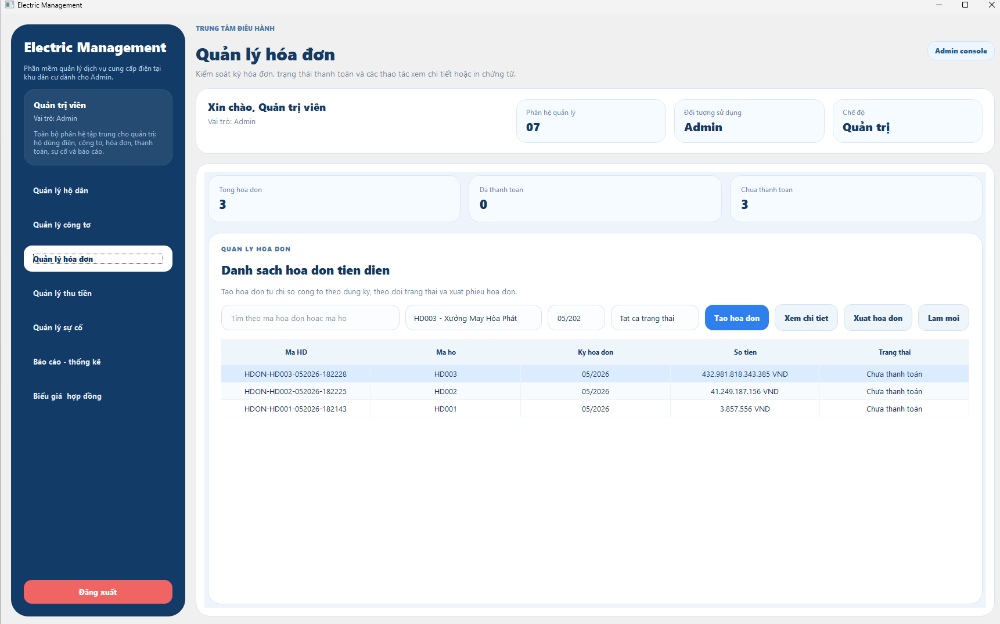 Electric Management
Electric Management
Phần mềm quản lý dịch vụ cung cấp điện tại
khu dân cư dành cho Admin.
Quản trị viên
Vai trò: Admin
Toàn bộ phân hệ tập trung cho quản trị:
hộ dùng điện, công tơ, hóa đơn, thanh
toán, sự cố và báo cáo.
Quản lý hộ dân
Quản lý công tơ
Quản lý hóa đơn
Quản lý thu tiền
Quản lý sự cố
Báo cáo - thống kê
Biểu giá  hợp đồng
Đăng xuất
TRUNG TÂM ĐIỀU HÀNH
Quản lý hóa đơn
Kiểm soát kỳ hóa đơn, trạng thái thanh toán và các thao tác xem chi tiết hoặc in chứng từ.
Admin console
Xin chào, Quản trị viên
Vai trò: Admin
Phân hệ quản lý
07
Đối tượng sử dụng
Admin
Chế độ
Quản trị
Tong hoa don
3
Da thanh toan
0
Chua thanh toan
3
QUAN LY HOA DON
Danh sach hoa don tien dien
Tao hoa don tu chi so cong to theo dung ky, theo doi trang thai va xuat phieu hoa don.
Tim theo ma hoa don hoac ma ho
HD003 - Xưởng May Hòa Phát
05/202
Tat ca trang thai
Tao hoa don
Xem chi tiet
Xuat hoa don
Lam moi
Ma HD Ma ho Ky hoa don So tien Trang thai
HDON-HD003-052026-182228 HD003 05/2026 432.981.818.343.385 VND Chưa thanh toán
HDON-HD002-052026-182225 HD002 05/2026 41.249.187.156 VND Chưa thanh toán
HDON-HD001-052026-182143 HD001 05/2026 3.857.556 VND Chưa thanh toán